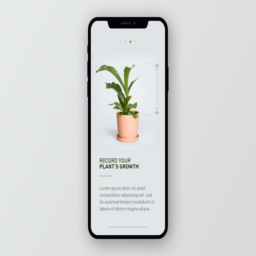 RECORD YOUR
PLANT'S GROWTH
Lorem ipsum dolor sit amet,
consectetur adipiscing elit, sed
do eiusmod tempor incididunt ut
labore et dolore magna aliqua.